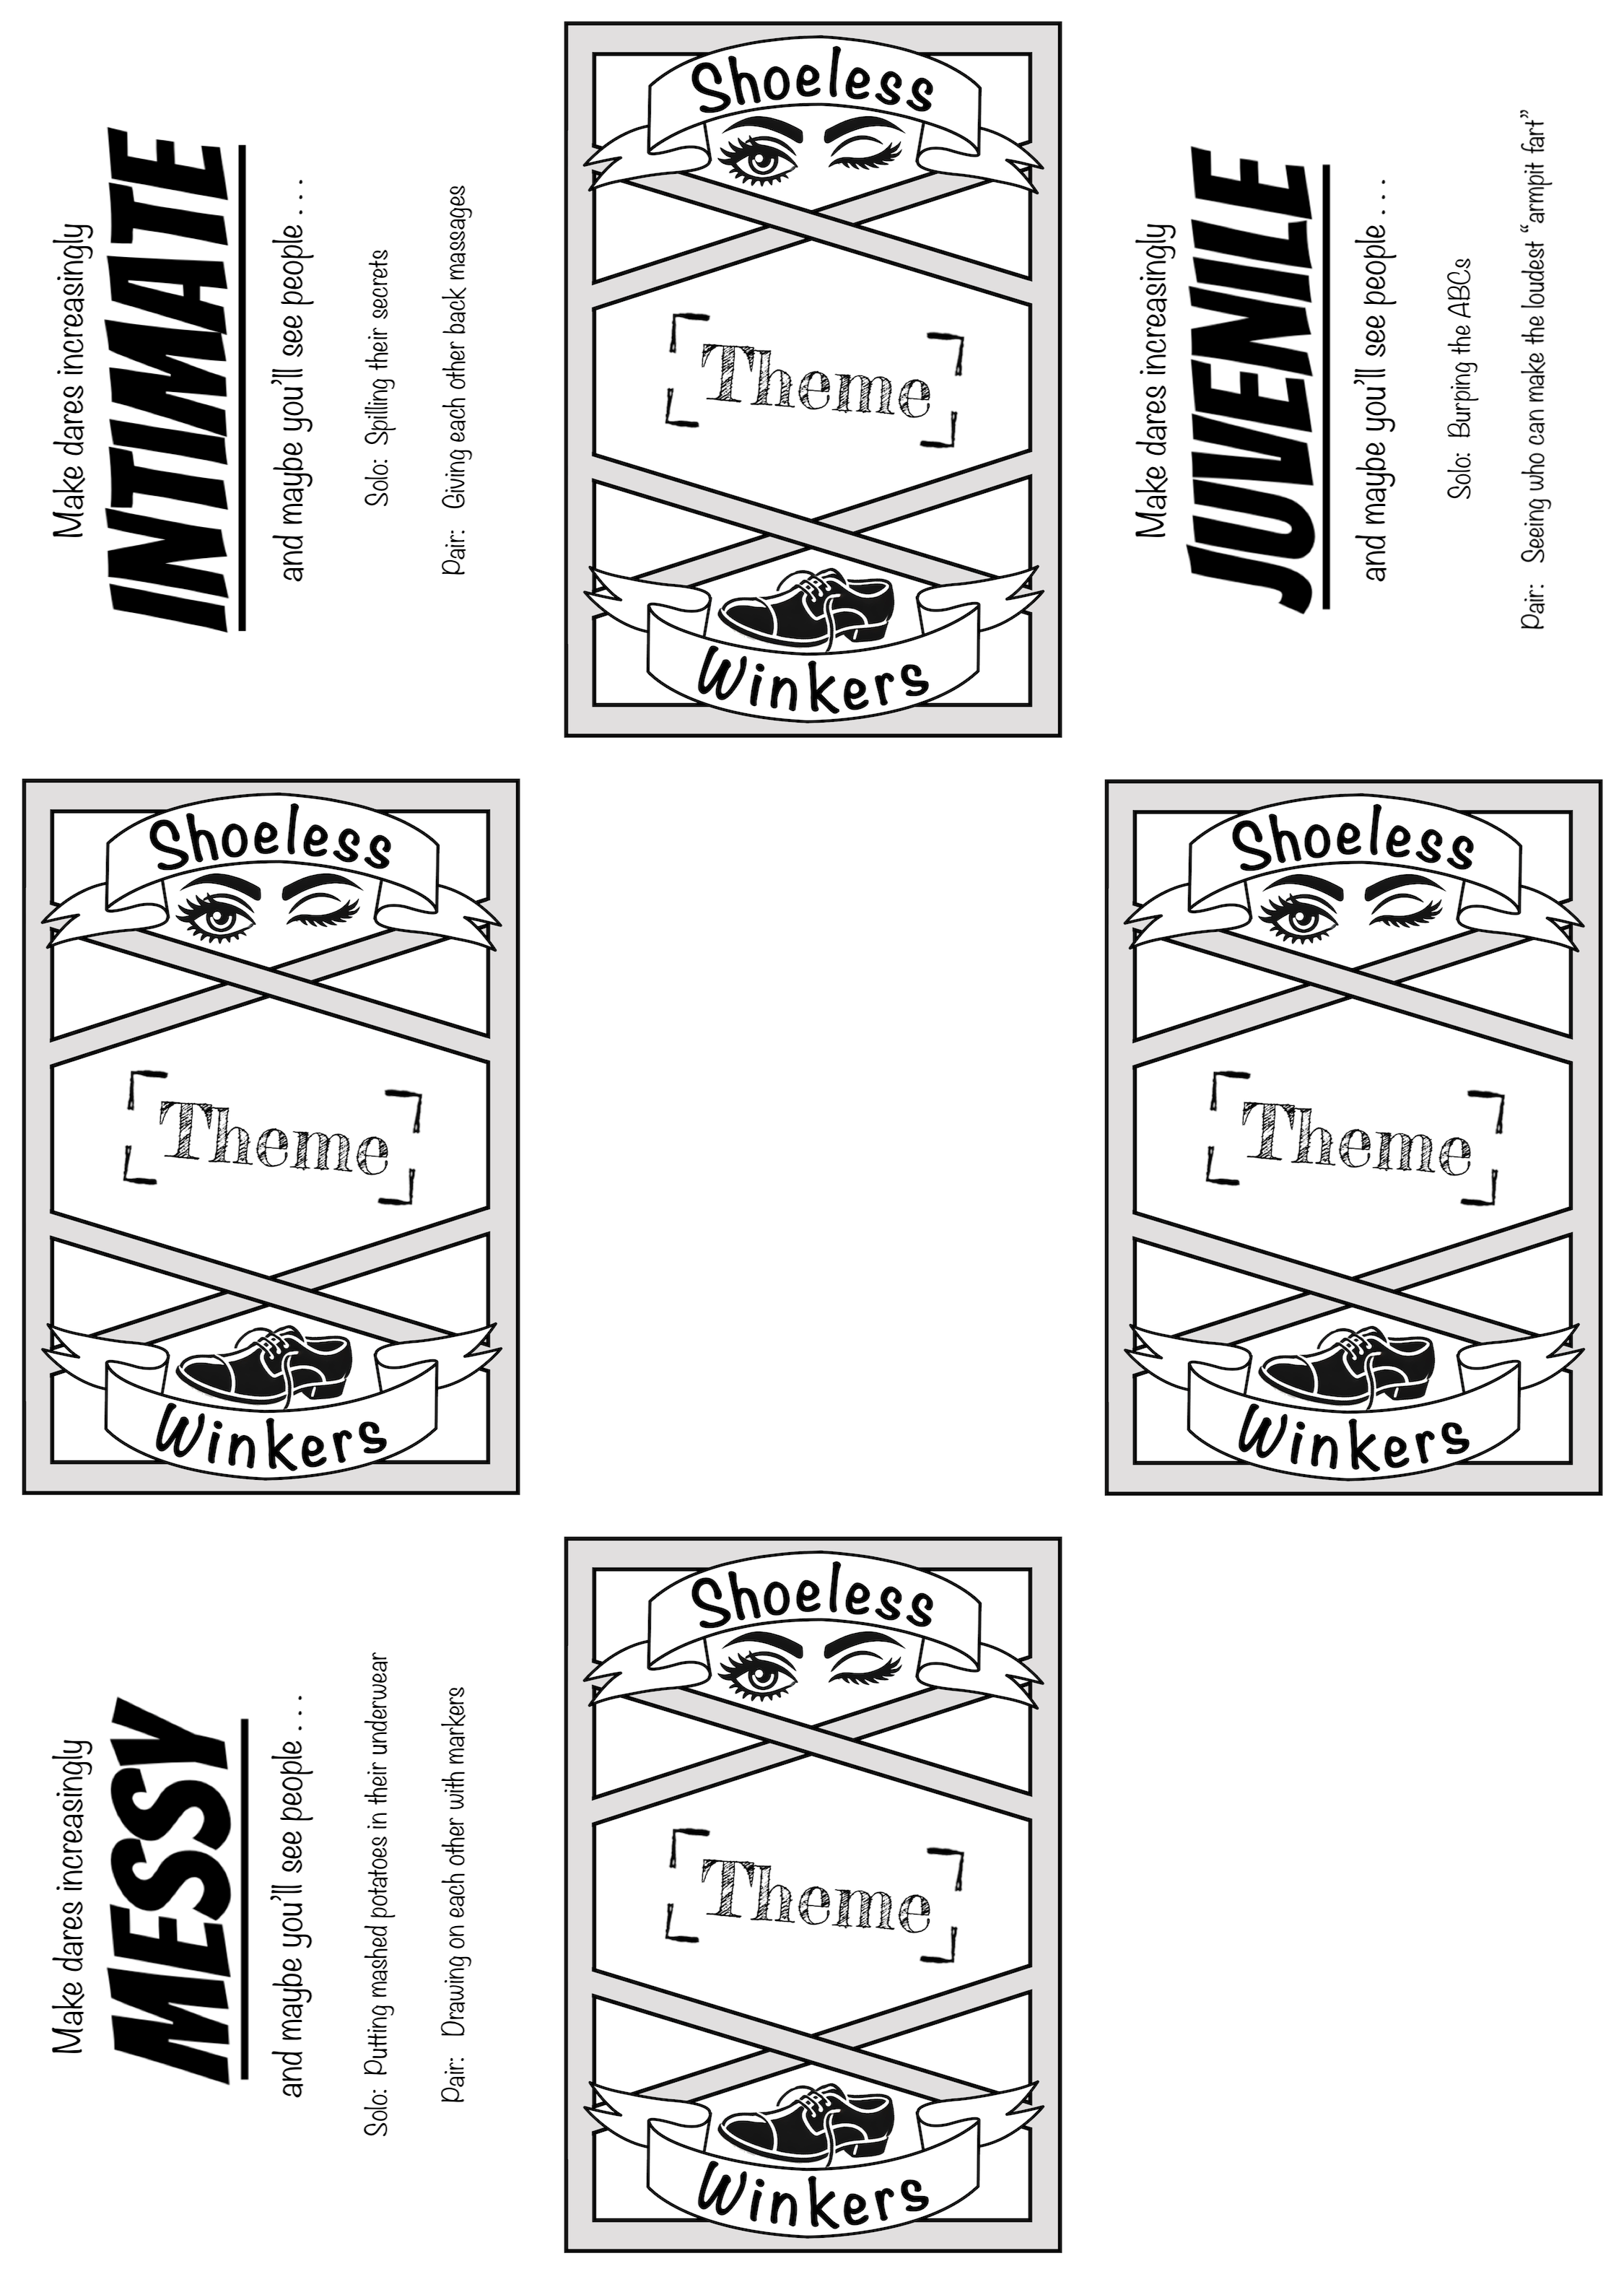 Make dares increasingly
INTIMATE
and maybe you'll see people . . .
Solo: Spilling their secrets
Pair: Giving each other back massages
Shoeless
Theme
Winkers
Make dares increasingly
JUVENILE
and maybe you'll see people . . .
Solo: Burping the ABCs
Pair: Seeing who can make the loudest “armpit fart”
Shoeless
Theme
Winkers
Shoeless
Theme
Winkers
Make dares increasingly
MESSY
and maybe you'll see people . . .
Solo: Putting mashed potatoes in their underwear
Pair: Drawing on each other with markers
Shoeless
Theme
Winkers